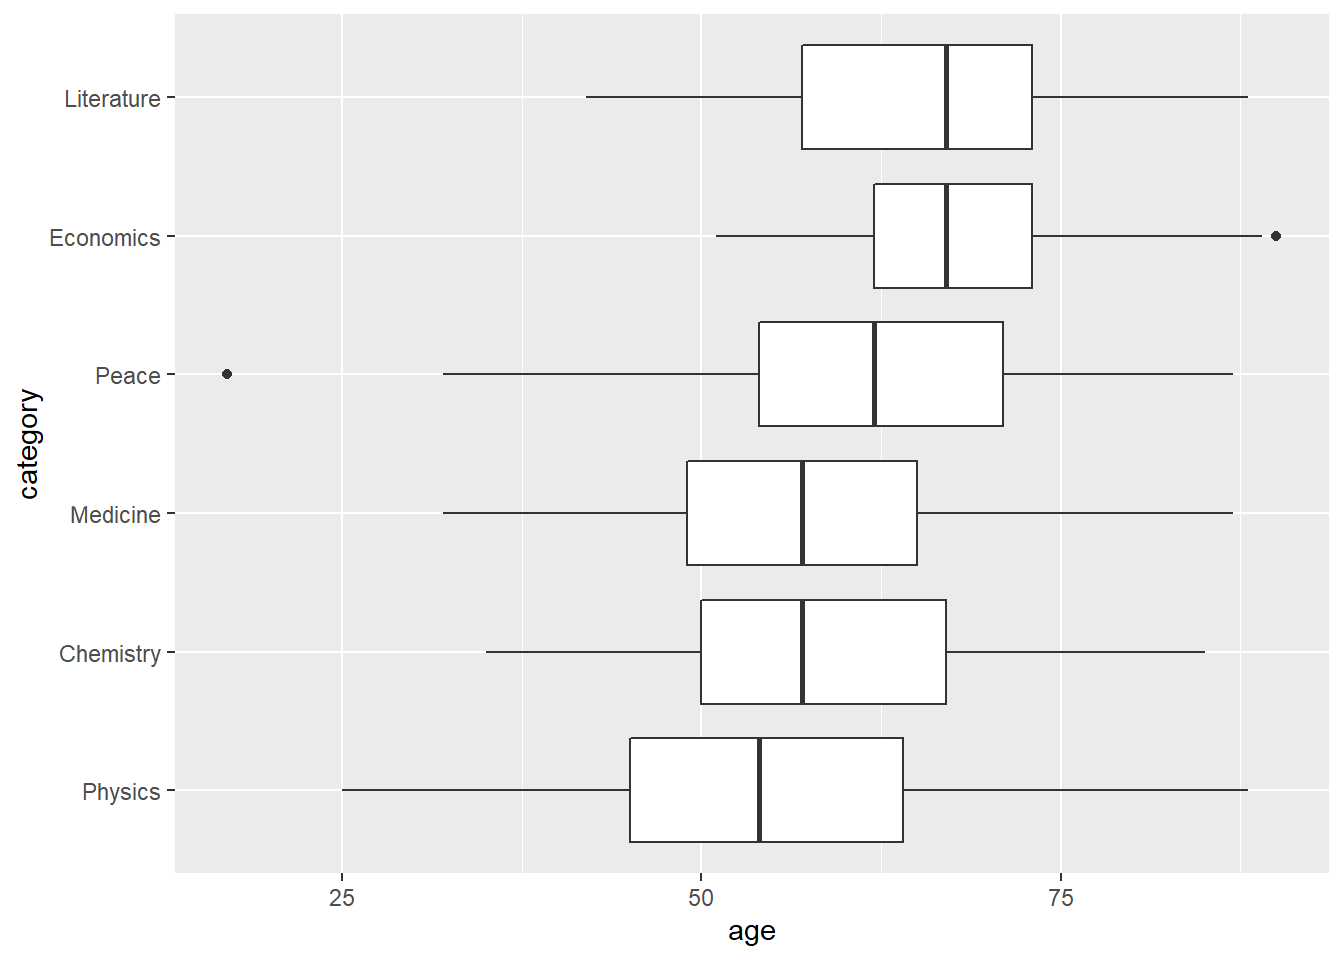 Literature
Economics
Peace
Medicine
Chemistry
Physics
category
25 50 75
age